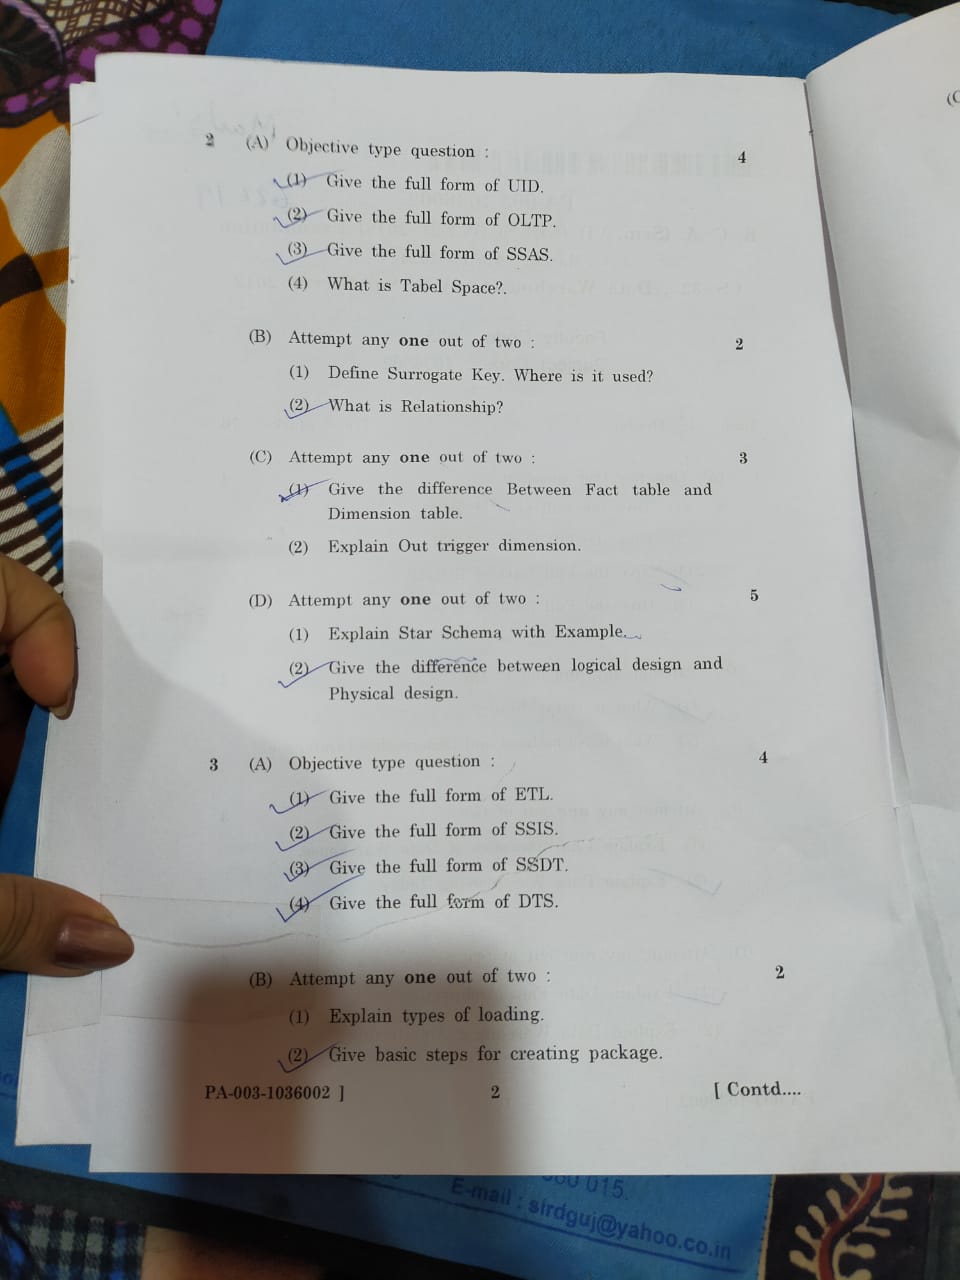 2 (A) Objective type question : 4
(1) Give the full form of UID.
(2) Give the full form of OLTP.
(3) Give the full form of SSAS.
(4) What is Tabel Space?.
(B) Attempt any one out of two : 2
(1) Define Surrogate Key. Where is it used?
(2) What is Relationship?
(C) Attempt any one out of two : 3
(1) Give the difference Between Fact table and
Dimension table.
(2) Explain Out trigger dimension.
(D) Attempt any one out of two : 5
(1) Explain Star Schema with Example.
(2) Give the difference between logical design and
Physical design.
3 (A) Objective type question : 4
(1) Give the full form of ETL.
(2) Give the full form of SSIS.
(3) Give the full form of SSDT.
(4) Give the full form of DTS.
(B) Attempt any one out of two : 2
(1) Explain types of loading.
(2) Give basic steps for creating package.
PA-003-1036002 ] 2 [ Contd....
015.
E-mail : sfrdguj@yahoo.co.in